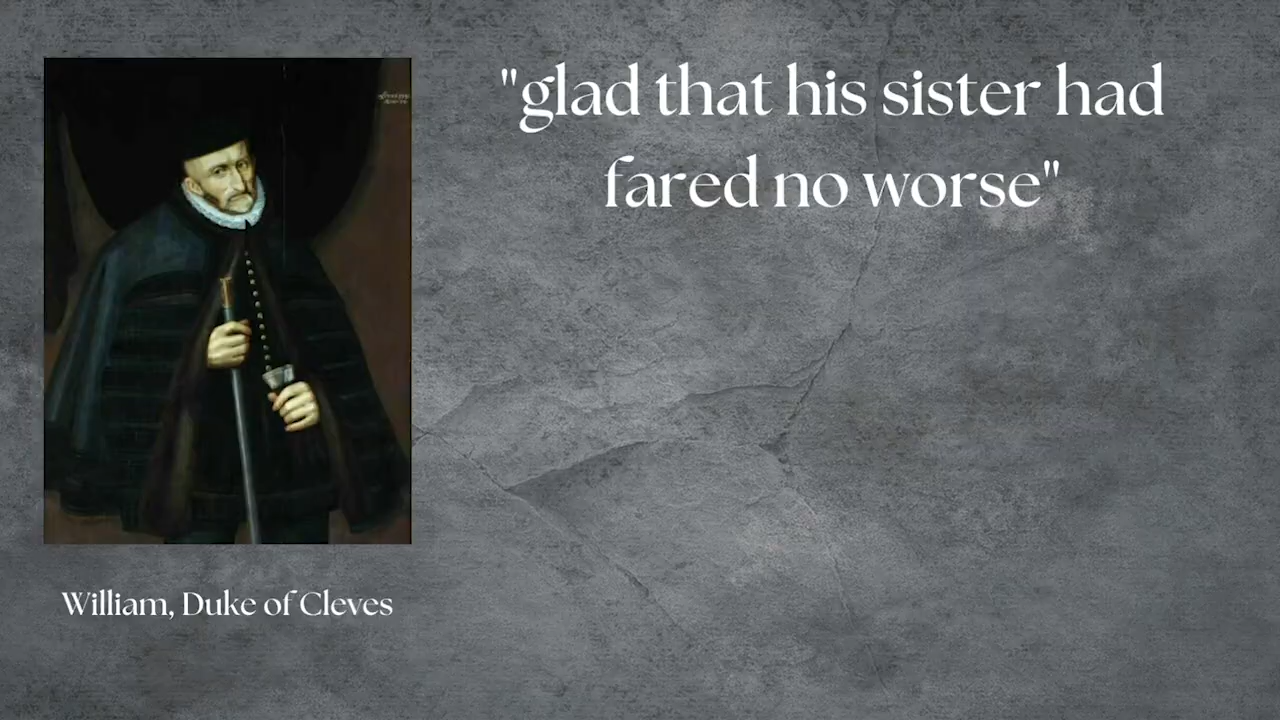 "glad that his sister had
fared no worse"
William, Duke of Cleves